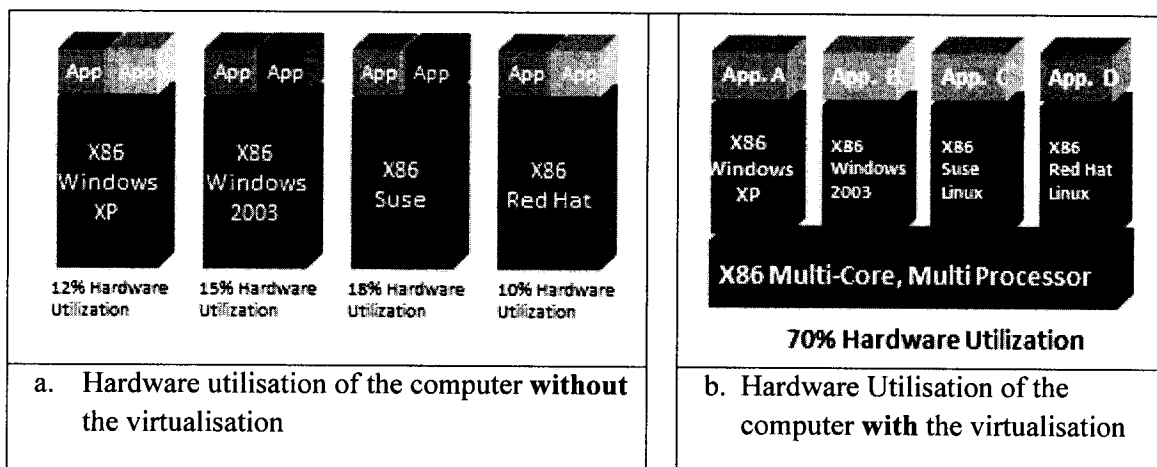 App App
X86
Windows
XP
12% Hardware
Utilization
App App
X86
Windows
2003
15% Hardware
Utilization
App App
X86
Suse
18% Hardware
Utilization
App App
X86
Red Hat
10% Hardware
Utilization
a. Hardware utilisation of the computer without
the virtualisation
App. A
X86
Windows
XP
App. B
X86
Windows
2003
App. C
X86
Suse
Linux
App. D
X86
Red Hat
Linux
X86 Multi-Core, Multi Processor
70% Hardware Utilization
b. Hardware Utilisation of the
computer with the virtualisation